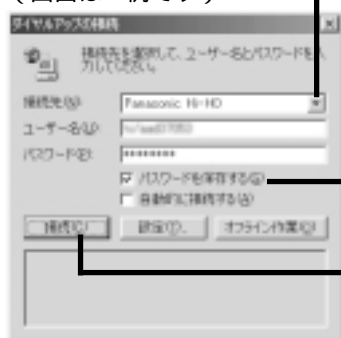 (画面は一例です)
ダイヤルアップの接続
接続先を選択して、ユーザー名とパスワードを入
力してください。
接続先(S): Panasonic Hi-HO
ユーザー名(U):
パスワード(P): ********
パスワードを保存する(S)
自動的に接続する(A)
接続(C) 設定(T)... オフライン作業(O)